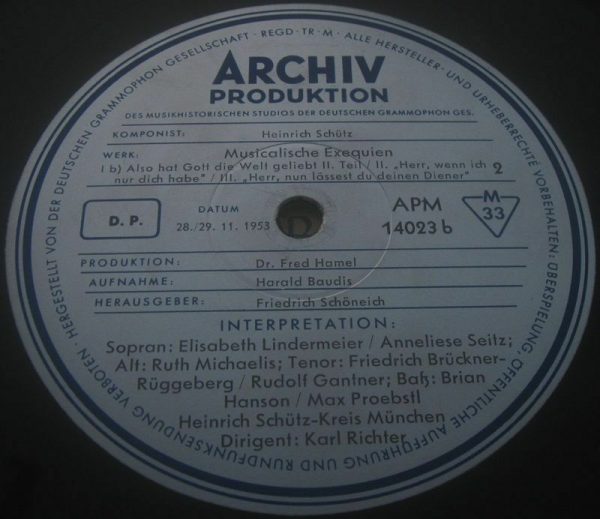 HERGESTELLT VON DER DEUTSCHEN GRAMMOPHON GESELLSCHAFT · REGD · TR · M · ALLE HERSTELLER- UND URHEBERRECHTE VORBEHALTEN: ÜBERSPIELUNG, ÖFFENTLICHE AUFFÜHRUNG UND RUNDFUNKSENDUNG VERBOTEN ·
ARCHIV
PRODUKTION
DES MUSIKHISTORISCHEN STUDIOS DER DEUTSCHEN GRAMMOPHON GES.
KOMPONIST: Heinrich Schütz
WERK: Musicalische Exequien
I b) Also hat Gott die Welt geliebt II. Teil / II. „Herr, wenn ich
nur dich habe" / III. „Herr, nun lässest du deinen Diener"
2
D. P.
DATUM
28./29. 11. 1953
APM
14023 b
M
33
PRODUKTION: Dr. Fred Hamel
AUFNAHME: Harald Baudis
HERAUSGEBER: Friedrich Schöneich
INTERPRETATION:
Sopran: Elisabeth Lindermeier / Anneliese Seitz;
Alt: Ruth Michaelis; Tenor: Friedrich Brückner-
Rüggeberg / Rudolf Gantner; Baß: Brian
Hanson / Max Proebstl
Heinrich Schütz-Kreis München
Dirigent: Karl Richter